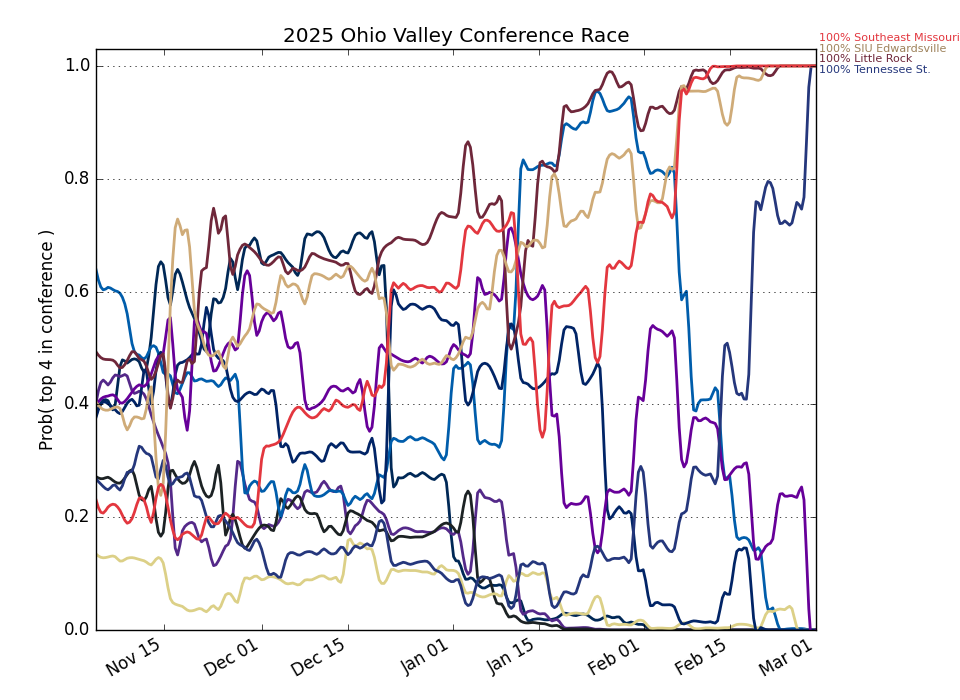 2025 Ohio Valley Conference Race
100% Southeast Missouri
100% SIU Edwardsville
100% Little Rock
100% Tennessee St.
Prob( top 4 in conference )
1.0
0.8
0.6
0.4
0.2
0.0
Nov 15
Dec 01
Dec 15
Jan 01
Jan 15
Feb 01
Feb 15
Mar 01